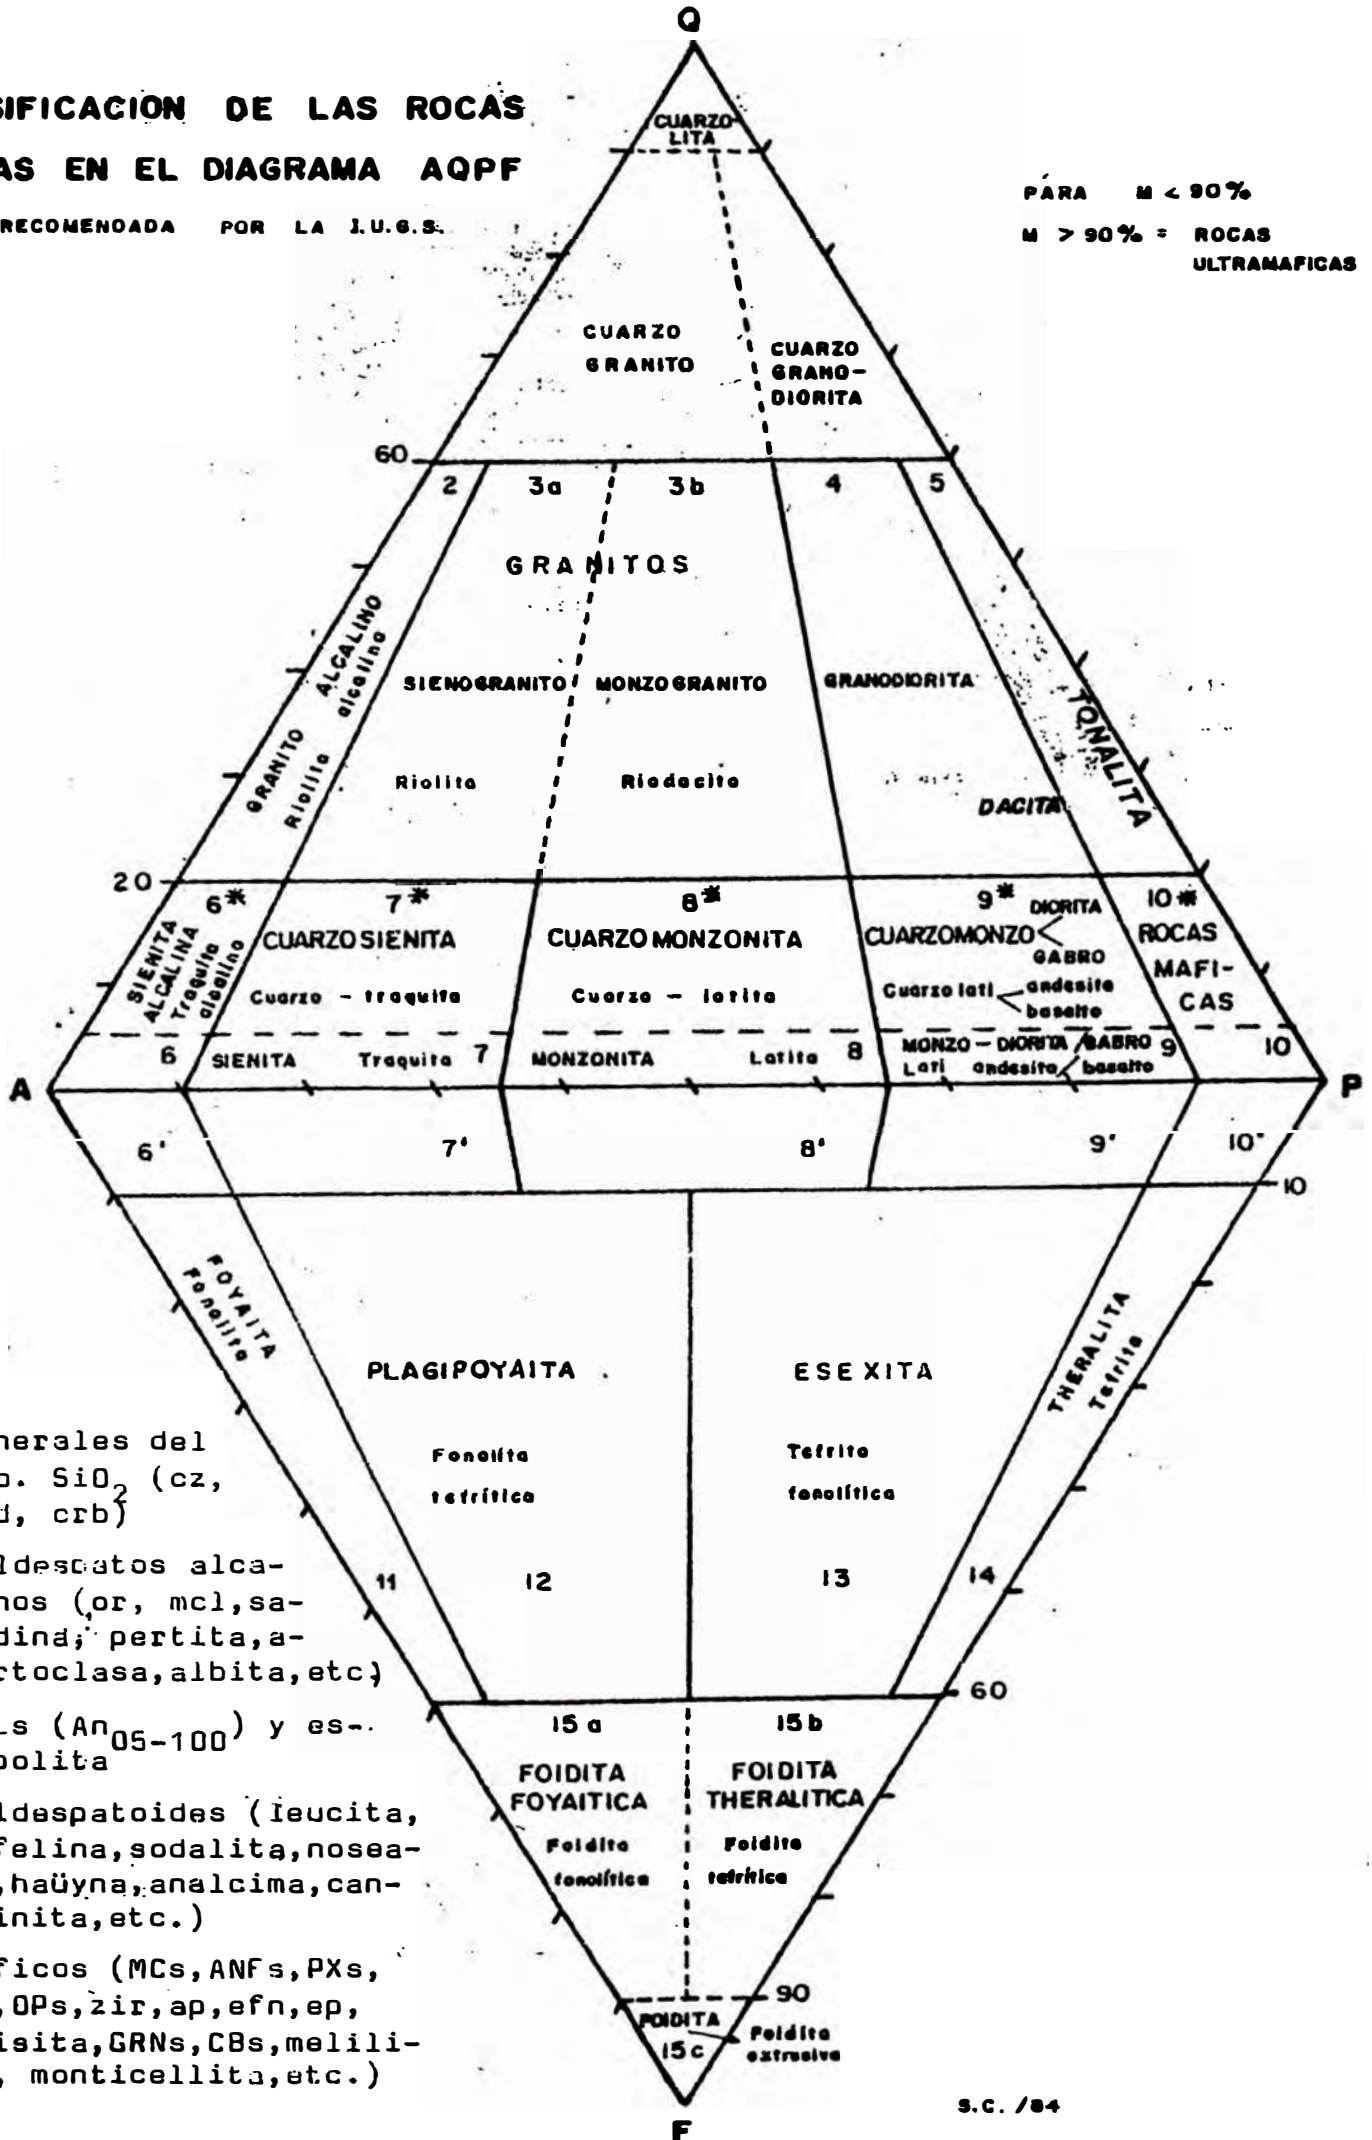 Q
SIFICACION DE LAS ROCAS
AS EN EL DIAGRAMA AQPF
RECOMENDADA POR LA I.U.G.S.
PARA M < 90%
M > 90% = ROCAS
ULTRAMAFICAS
CUARZO-
LITA
CUARZO
GRANITO
CUARZO
GRANO-
DIORITA
60
2 3a 3b 4 5
GRANITOS
GRANITO ALCALINO
Riolita alcalina
SIENOGRANITO
MONZOGRANITO
GRANODIORITA
TONALITA
Riolita
Riodacita
DACITA
20
6* 7* 8* 9* 10*
SIENITA
ALCALINA
Traquita
alcalina
CUARZO SIENITA
Cuarzo - traquita
CUARZO MONZONITA
Cuarzo - latita
DIORITA
CUARZOMONZO
GABRO
Cuarzo lati
andesita
basalto
ROCAS
MAFI-
CAS
6
SIENITA Traquita 7
MONZONITA Latita 8
MONZO - DIORITA / GABRO 9
Lati andesita / basalto
10
A P
6' 7' 8' 9' 10'
10
FOYAITA
Fonolita
PLAGIPOYAITA
Fonolita
tefrítica
ESEXITA
Tefrita
fonolítica
THERALITA
Tefrita
11 12 13 14
60
15a 15b
FOIDITA
FOYAITICA
Foidita
fonolítica
FOIDITA
THERALITICA
Foidita
tefrítica
90
FOIDITA
15c
Foidita
extrusiva
F
nerales del
o. SiO2 (cz,
d, crb)
ldespatos alca-
nos (or, mcl,sa-
dina, pertita,a-
rtoclasa,albita,etc)
Ls (An05-100) y es-
polita
ldespatoides (leucita,
felina,sodalita,nosea-
,haüyna,analcima,can-
inita,etc.)
ficos (MCs,ANFs,PXs,
,OPs,zir,ap,efn,ep,
isita,GRNs,CBs,melili-
, monticellita,etc.)
S.C. /84